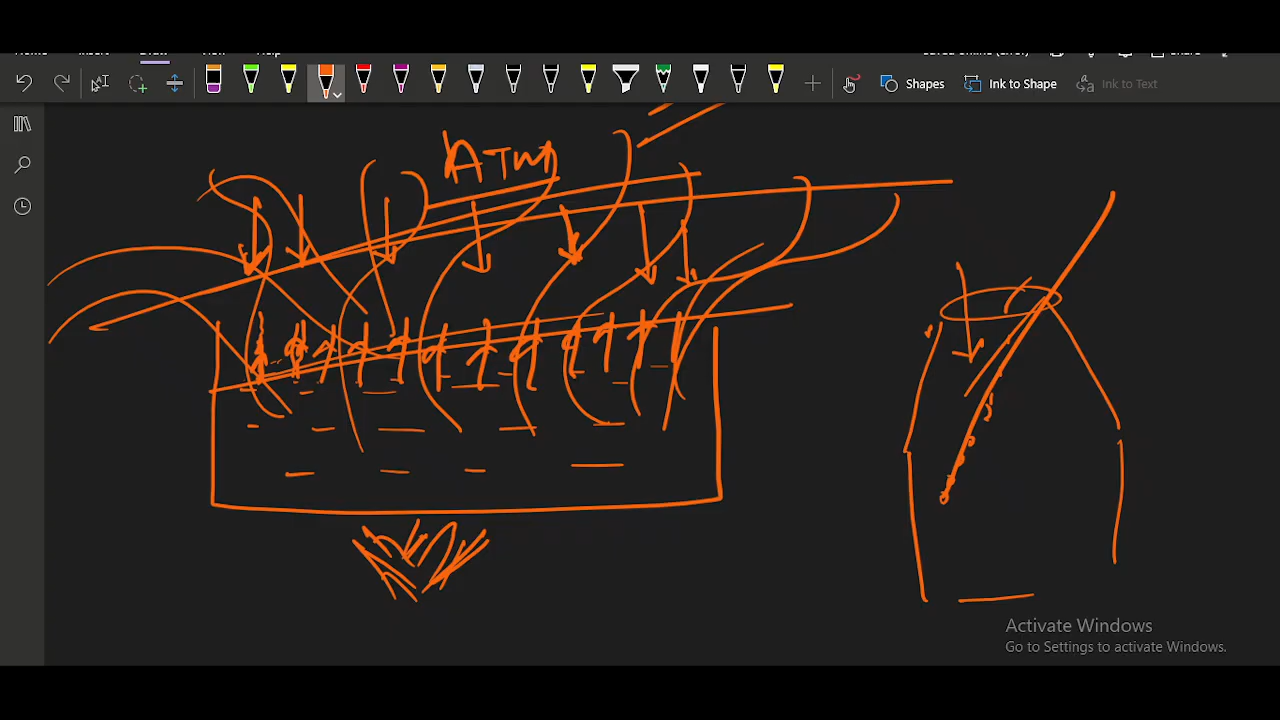 Shapes
Ink to Shape
Ink to Text
ATM
Activate Windows
Go to Settings to activate Windows.